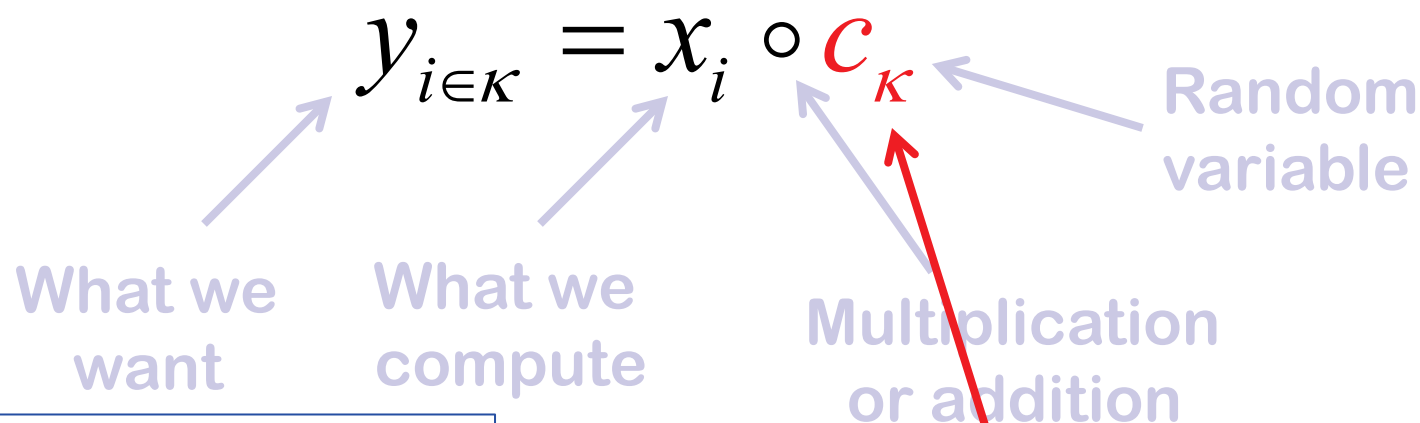 y_{i∈κ} = x_i ∘ c_κ
Random
variable
What we
want
What we
compute
Multiplication
or addition